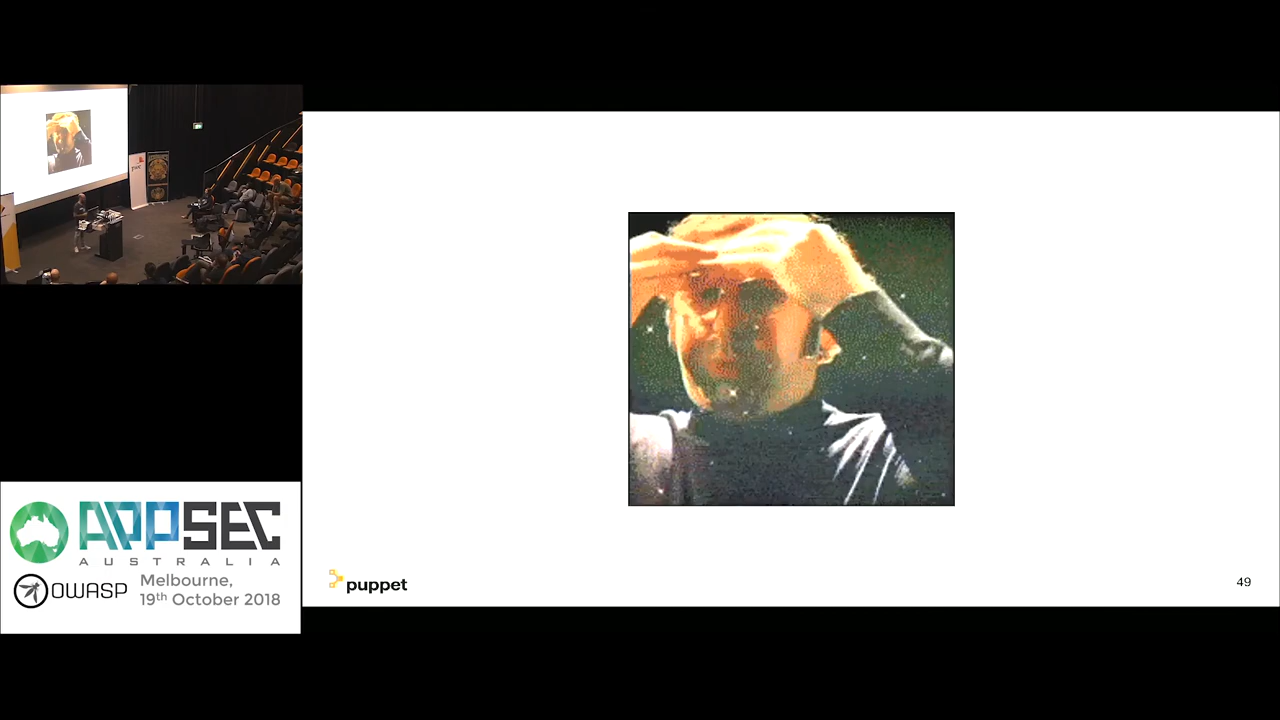 APPSEC
AUSTRALIA
OWASP
Melbourne,
19th October 2018
puppet
49